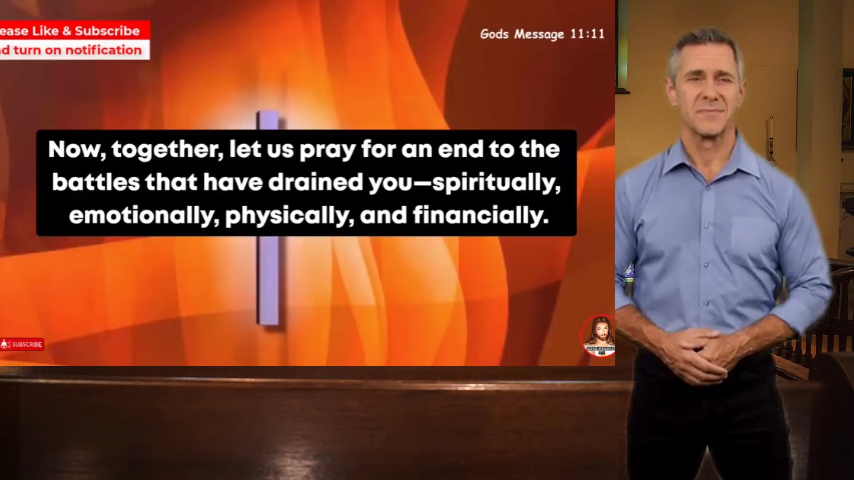 ease Like & Subscribe
nd turn on notification
Gods Message 11:11
Now, together, let us pray for an end to the
battles that have drained you—spiritually,
emotionally, physically, and financially.
SUBSCRIBE